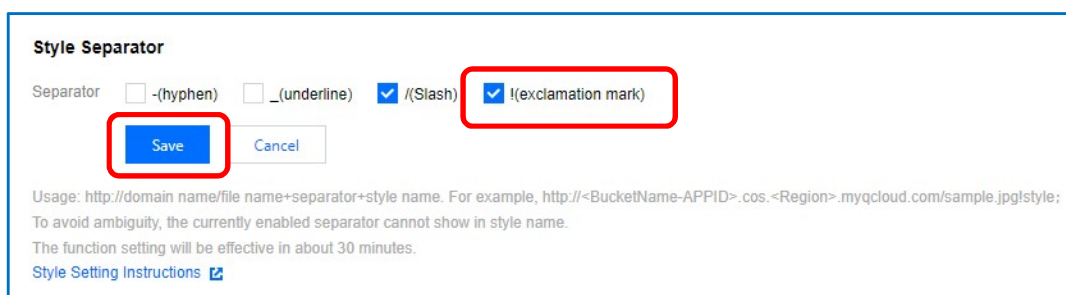 Style Separator
Separator -(hyphen) _(underline) /(Slash) !(exclamation mark)
Save Cancel
Usage: http://domain name/file name+separator+style name. For example, http://<BucketName-APPID>.cos.<Region>.myqcloud.com/sample.jpg!style;
To avoid ambiguity, the currently enabled separator cannot show in style name.
The function setting will be effective in about 30 minutes.
Style Setting Instructions